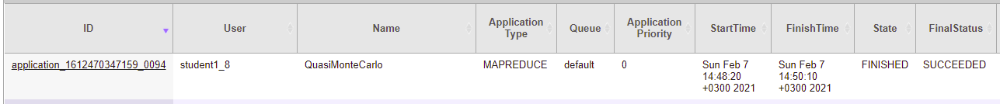 ID User Name Application Type Queue Application Priority StartTime FinishTime State FinalStatus
application_1612470347159_0094 student1_8 QuasiMonteCarlo MAPREDUCE default 0 Sun Feb 7 14:48:20 +0300 2021 Sun Feb 7 14:50:10 +0300 2021 FINISHED SUCCEEDED